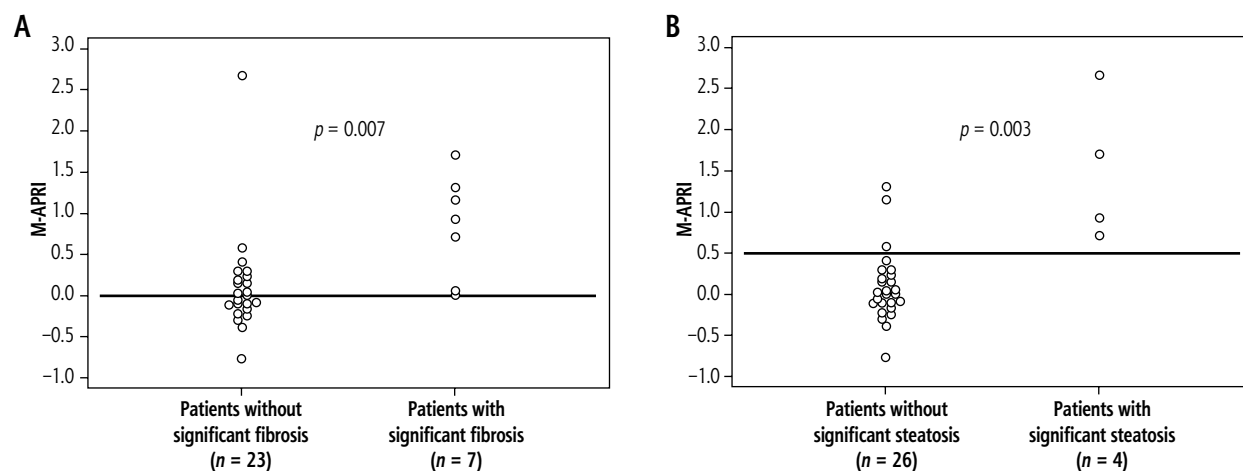 A
M-APRI
3.0
2.5
2.0
1.5
1.0
0.5
0.0
–0.5
–1.0
p = 0.007
Patients without
significant fibrosis
(n = 23)
Patients with
significant fibrosis
(n = 7)
B
M-APRI
3.0
2.5
2.0
1.5
1.0
0.5
0.0
–0.5
–1.0
p = 0.003
Patients without
significant steatosis
(n = 26)
Patients with
significant steatosis
(n = 4)